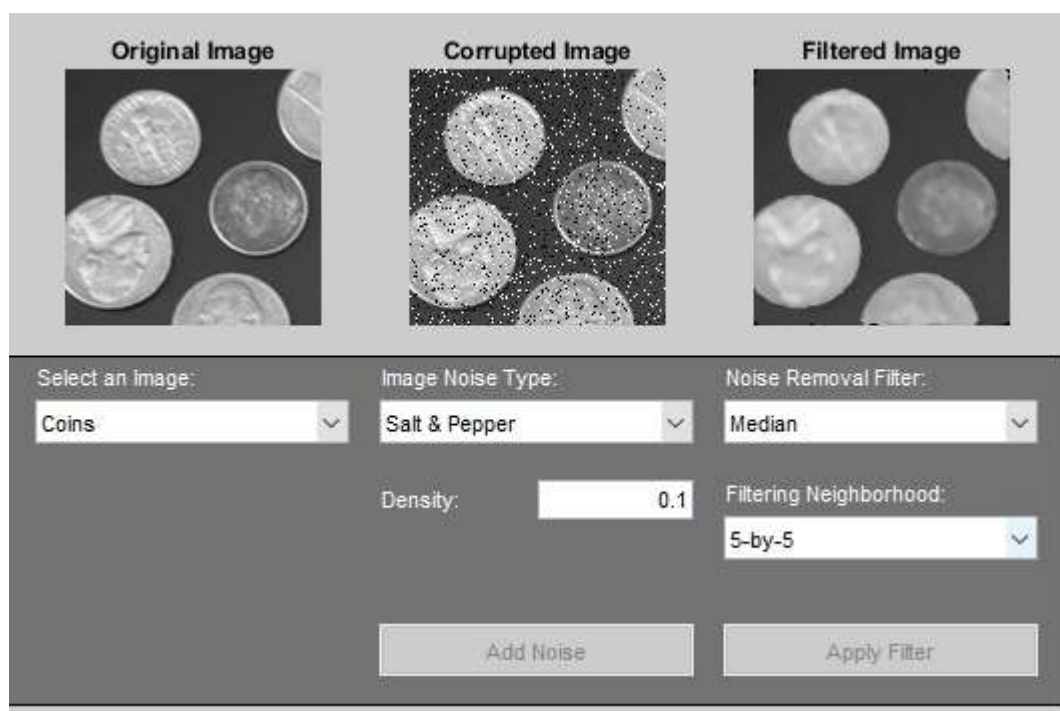 Original Image
Corrupted Image
Filtered Image
Select an Image:
Image Noise Type:
Noise Removal Filter:
Coins
Salt & Pepper
Median
Density:
0.1
Filtering Neighborhood:
5-by-5
Add Noise
Apply Filter